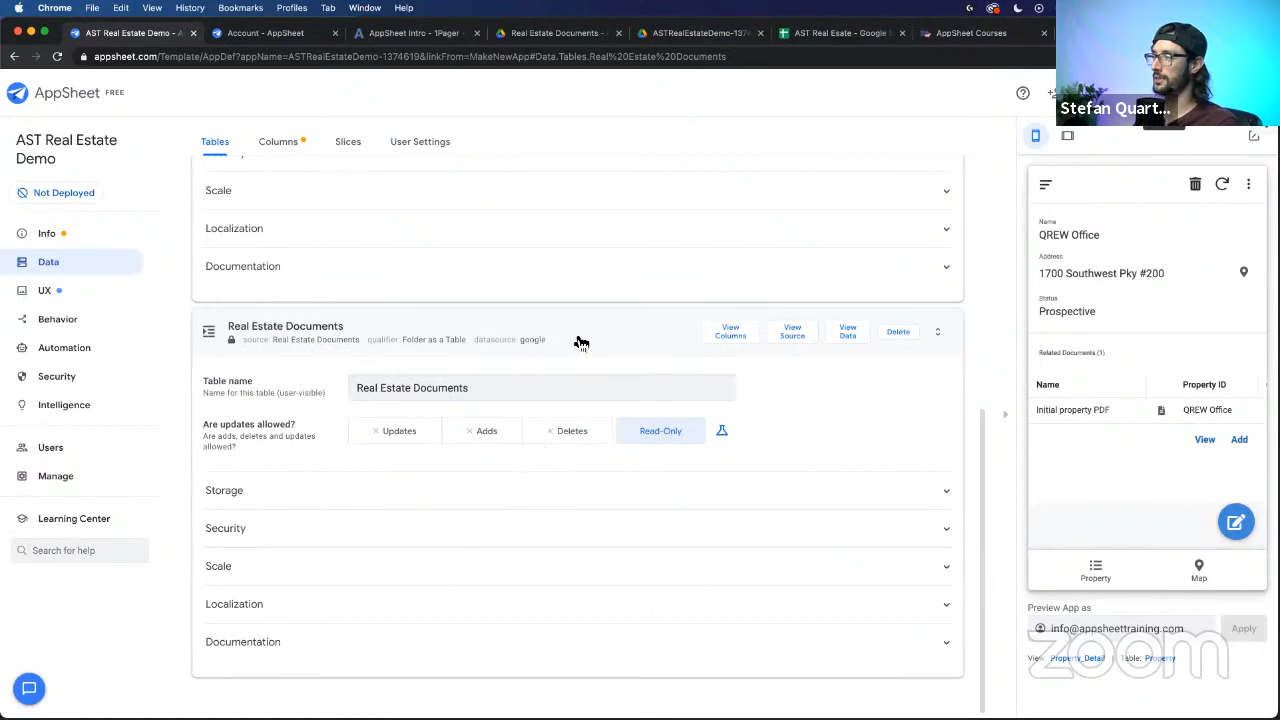 Chrome File Edit View History Bookmarks Profiles Tab Window Help
AST Real Estate Demo - A
Account - AppSheet
AppSheet Intro - 1Pager -
Real Estate Documents -
ASTRealEstateDemo-1374
AST Real Esate - Google S
AppSheet Courses
appsheet.com/Template/AppDef?appName=ASTRealEstateDemo-1374619&linkFrom=MakeNewApp#Data.Tables.Real%20Estate%20Documents
AppSheet FREE
Stefan Quart...
AST Real Estate
Demo
Not Deployed
Info
Data
UX
Behavior
Automation
Security
Intelligence
Users
Manage
Learning Center
Search for help
Tables Columns Slices User Settings
Scale
Localization
Documentation
Real Estate Documents
source: Real Estate Documents qualifier Folder as a Table datasource google
View Columns
View Source
View Data
Delete
Table name
Name for this table (user-visible)
Real Estate Documents
Are updates allowed?
Are adds, deletes and updates
allowed?
Updates Adds Deletes Read-Only
Storage
Security
Scale
Localization
Documentation
Name
QREW Office
Address
1700 Southwest Pky #200
Status
Prospective
Related Documents (1)
Name Property ID
Initial property PDF QREW Office
View Add
Property Map
Preview App as
info@appsheettraining.com Apply
View: Property_Detail | Table: Property
zoom